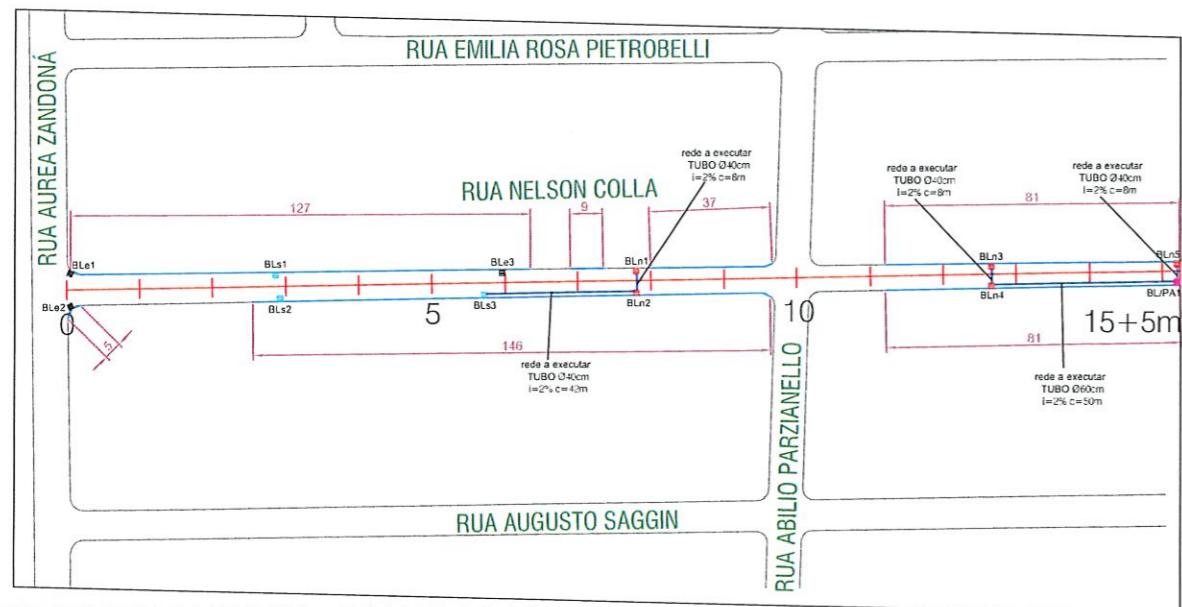 RUA EMILIA ROSA PIETROBELLI
RUA AUREA ZANDONÁ
rede a executar
TUBO Ø40cm
i=2% c=8m
rede a executar
TUBO Ø40cm
i=2% c=8m
rede a executar
TUBO Ø40cm
i=2% c=8m
RUA NELSON COLLA
127
9
37
81
BLe1
BLs1
BLe3
BLn1
BLn3
BLn5
BLe2
BLs2
BLs3
BLn2
BLn4
BL/PA1
0
5
10
15+5m
5
146
81
rede a executar
TUBO Ø40cm
i=2% c=42m
rede a executar
TUBO Ø60cm
i=2% c=50m
RUA ABILIO PARZIANELLO
RUA AUGUSTO SAGGIN